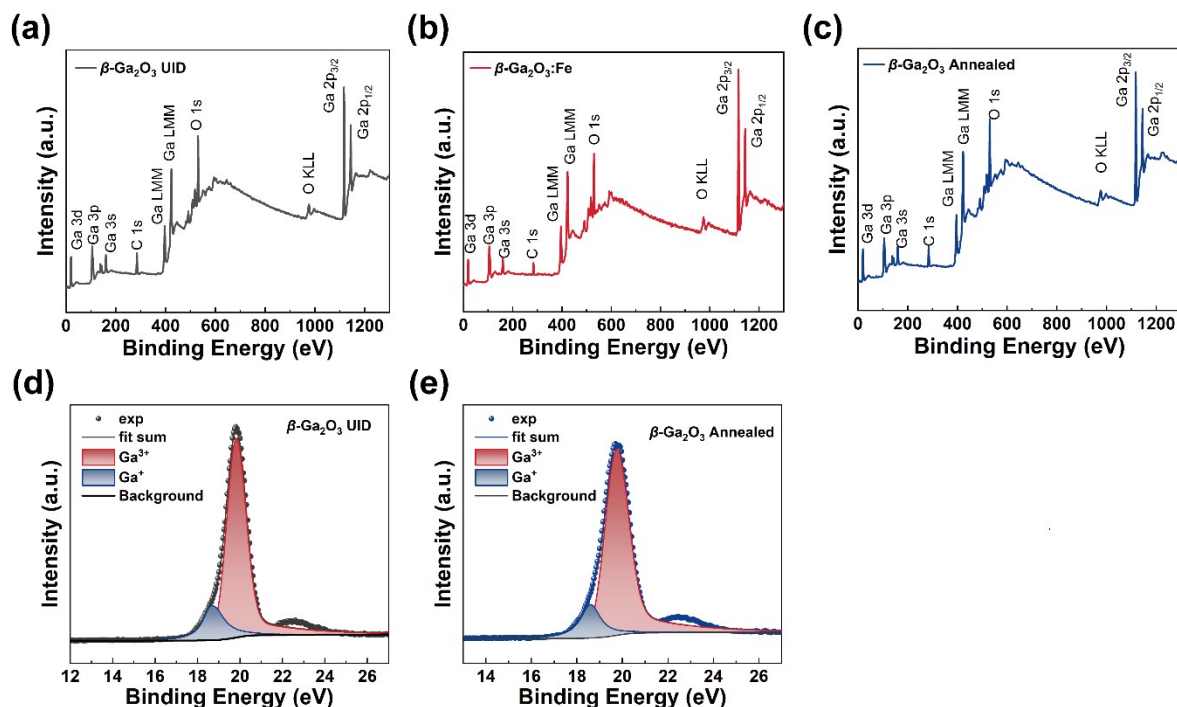 (a)
β-Ga₂O₃ UID
Ga 3d
Ga 3p
Ga 3s
C 1s
Ga LMM
Ga LMM
O 1s
O KLL
Ga 2p₃/₂
Ga 2p₁/₂
Intensity (a.u.)
0 200 400 600 800 1000 1200
Binding Energy (eV)
(b)
β-Ga₂O₃:Fe
Ga 3d
Ga 3p
Ga 3s
C 1s
Ga LMM
Ga LMM
O 1s
O KLL
Ga 2p₃/₂
Ga 2p₁/₂
Intensity (a.u.)
0 200 400 600 800 1000 1200
Binding Energy (eV)
(c)
β-Ga₂O₃ Annealed
Ga 3d
Ga 3p
Ga 3s
C 1s
Ga LMM
Ga LMM
O 1s
O KLL
Ga 2p₃/₂
Ga 2p₁/₂
Intensity (a.u.)
0 200 400 600 800 1000 1200
Binding Energy (eV)
(d)
exp
fit sum
Ga³⁺
Ga⁺
Background
β-Ga₂O₃ UID
Intensity (a.u.)
12 14 16 18 20 22 24 26
Binding Energy (eV)
(e)
exp
fit sum
Ga³⁺
Ga⁺
Background
β-Ga₂O₃ Annealed
Intensity (a.u.)
14 16 18 20 22 24 26
Binding Energy (eV)